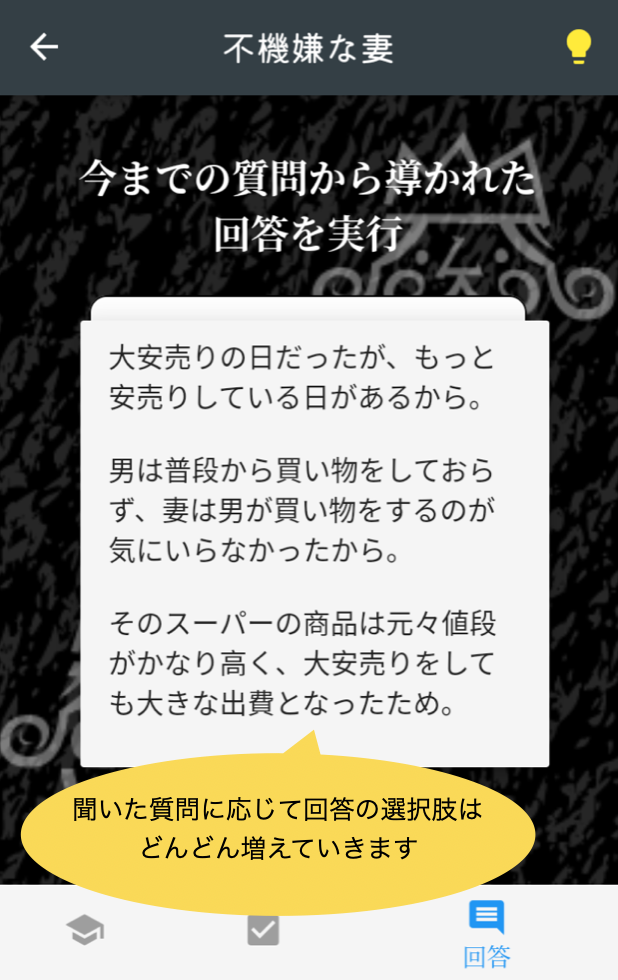 不機嫌な妻
今までの質問から導かれた
回答を実行
大安売りの日だったが、もっと
安売りしている日があるから。
男は普段から買い物をしておら
ず、妻は男が買い物をするのが
気にいらなかったから。
そのスーパーの商品は元々値段
がかなり高く、大安売りをして
も大きな出費となったため。
聞いた質問に応じて回答の選択肢は
どんどん増えていきます
回答